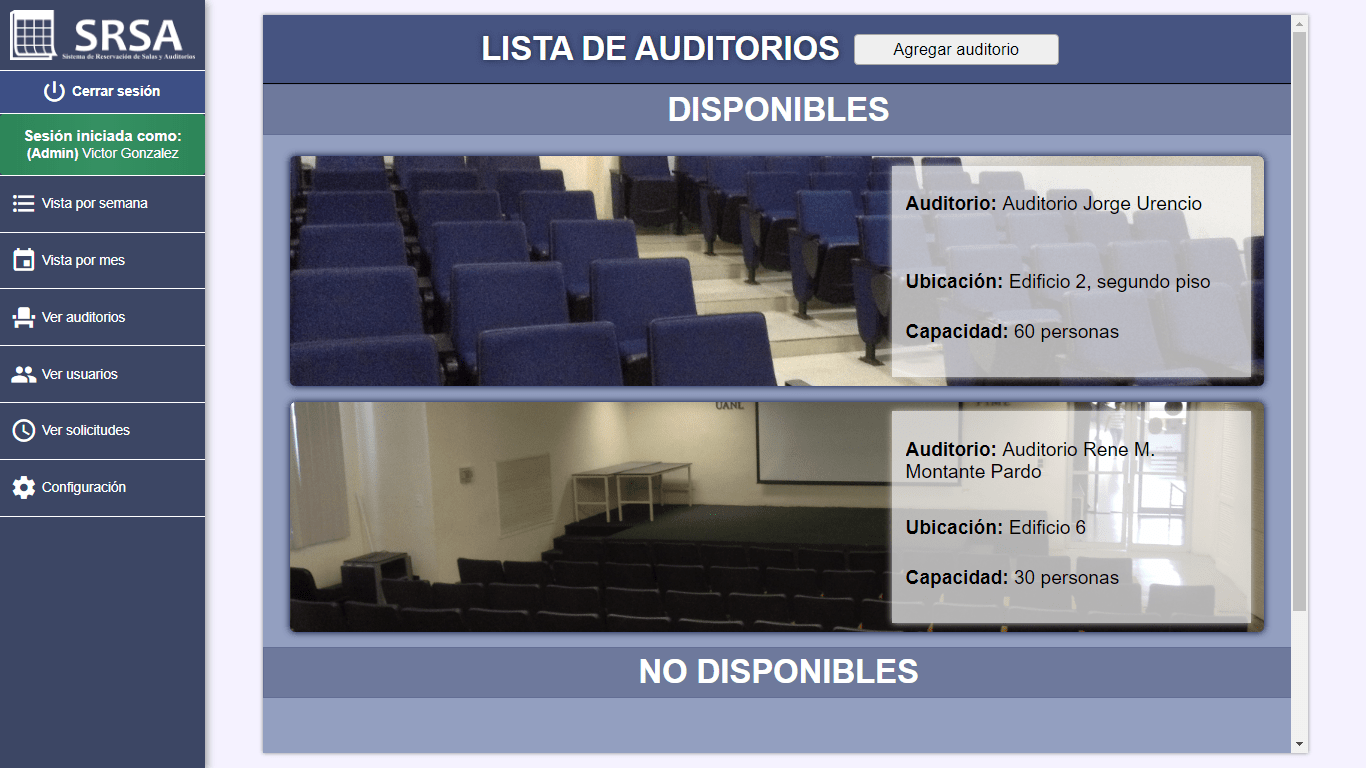 SRSA
Sistema de Reservación de Salas y Auditorios
Cerrar sesión
Sesión iniciada como:
(Admin) Victor Gonzalez
Vista por semana
Vista por mes
Ver auditorios
Ver usuarios
Ver solicitudes
Configuración
LISTA DE AUDITORIOS
Agregar auditorio
DISPONIBLES
Auditorio: Auditorio Jorge Urencio
Ubicación: Edificio 2, segundo piso
Capacidad: 60 personas
UANL
Auditorio: Auditorio Rene M.
Montante Pardo
Ubicación: Edificio 6
Capacidad: 30 personas
NO DISPONIBLES